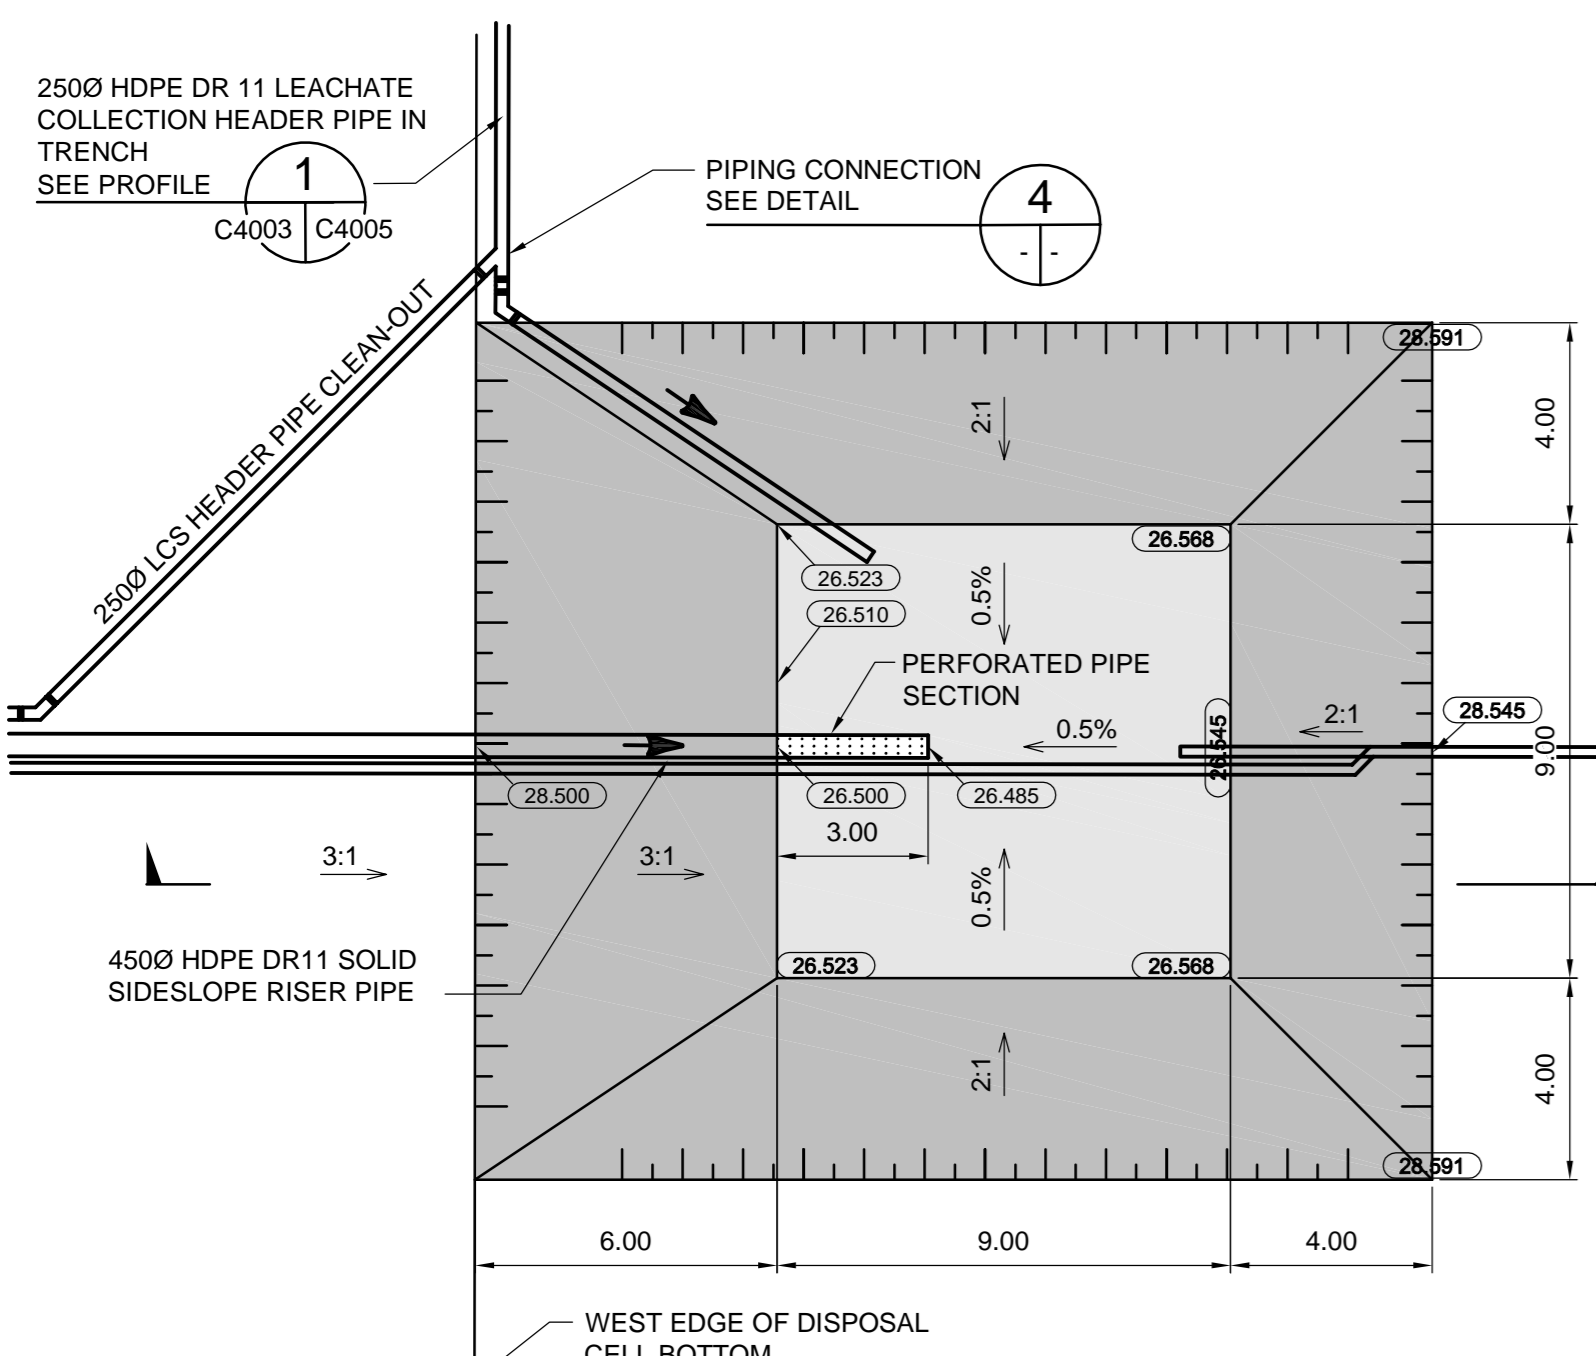 250Ø HDPE DR 11 LEACHATE
COLLECTION HEADER PIPE IN
TRENCH
SEE PROFILE
1
C4003 C4005
PIPING CONNECTION
SEE DETAIL
4
- -
250Ø LCS HEADER PIPE CLEAN-OUT
28.591
2:1
4.00
26.568
26.523
0.5%
26.510
PERFORATED PIPE
SECTION
28.545
2:1
0.5%
26.545
9.00
28.500
26.500
26.485
3.00
3:1
3:1
0.5%
450Ø HDPE DR11 SOLID
SIDESLOPE RISER PIPE
26.523
26.568
2:1
4.00
28.591
6.00
9.00
4.00
WEST EDGE OF DISPOSAL
CELL BOTTOM